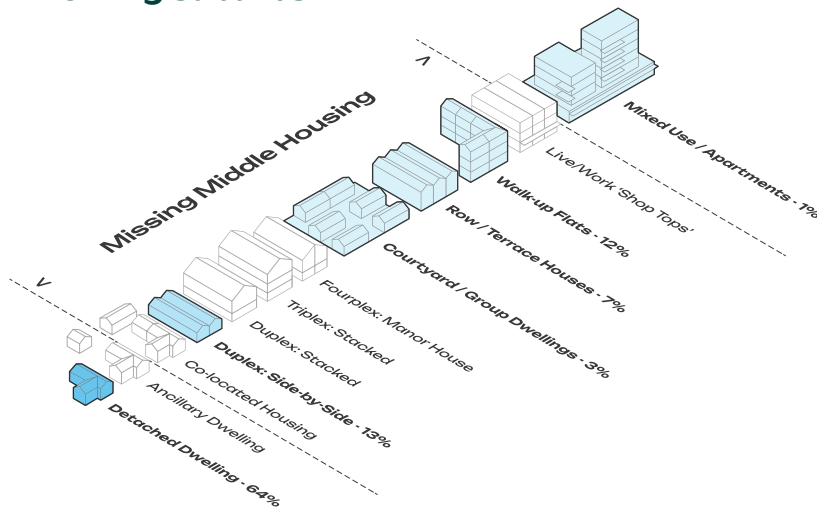 Missing Middle Housing
Mixed Use / Apartments - 1%
Live/Work 'Shop Tops'
Walk-up Flats - 12%
Row / Terrace Houses - 7%
Courtyard / Group Dwellings - 3%
Fourplex: Manor House
Triplex: Stacked
Duplex: Stacked
Duplex: Side-by-Side - 13%
Co-located Housing
Ancillary Dwelling
Detached Dwelling - 64%